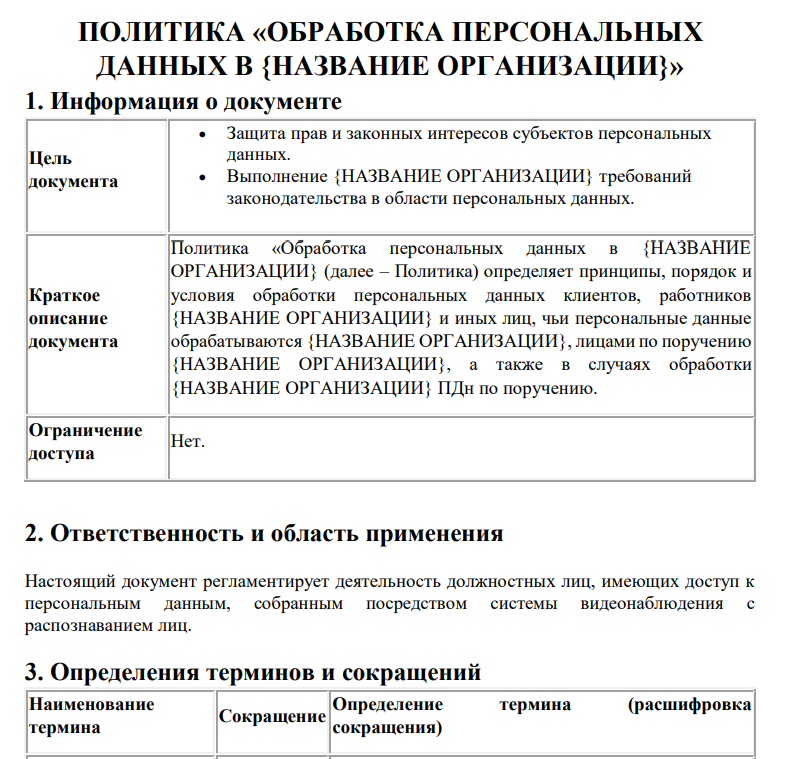 ПОЛИТИКА «ОБРАБОТКА ПЕРСОНАЛЬНЫХ
ДАННЫХ В {НАЗВАНИЕ ОРГАНИЗАЦИИ}»
1. Информация о документе
Цель
документа
• Защита прав и законных интересов субъектов персональных
данных.
• Выполнение {НАЗВАНИЕ ОРГАНИЗАЦИИ} требований
законодательства в области персональных данных.
Краткое
описание
документа
Политика «Обработка персональных данных в {НАЗВАНИЕ
ОРГАНИЗАЦИИ} (далее – Политика) определяет принципы, порядок и
условия обработки персональных данных клиентов, работников
{НАЗВАНИЕ ОРГАНИЗАЦИИ} и иных лиц, чьи персональные данные
обрабатываются {НАЗВАНИЕ ОРГАНИЗАЦИИ}, лицами по поручению
{НАЗВАНИЕ ОРГАНИЗАЦИИ}, а также в случаях обработки
{НАЗВАНИЕ ОРГАНИЗАЦИИ} ПДн по поручению.
Ограничение
доступа
Нет.
2. Ответственность и область применения
Настоящий документ регламентирует деятельность должностных лиц, имеющих доступ к
персональным данным, собранным посредством системы видеонаблюдения с
распознаванием лиц.
3. Определения терминов и сокращений
Наименование
термина
Сокращение
Определение термина (расшифровка
сокращения)